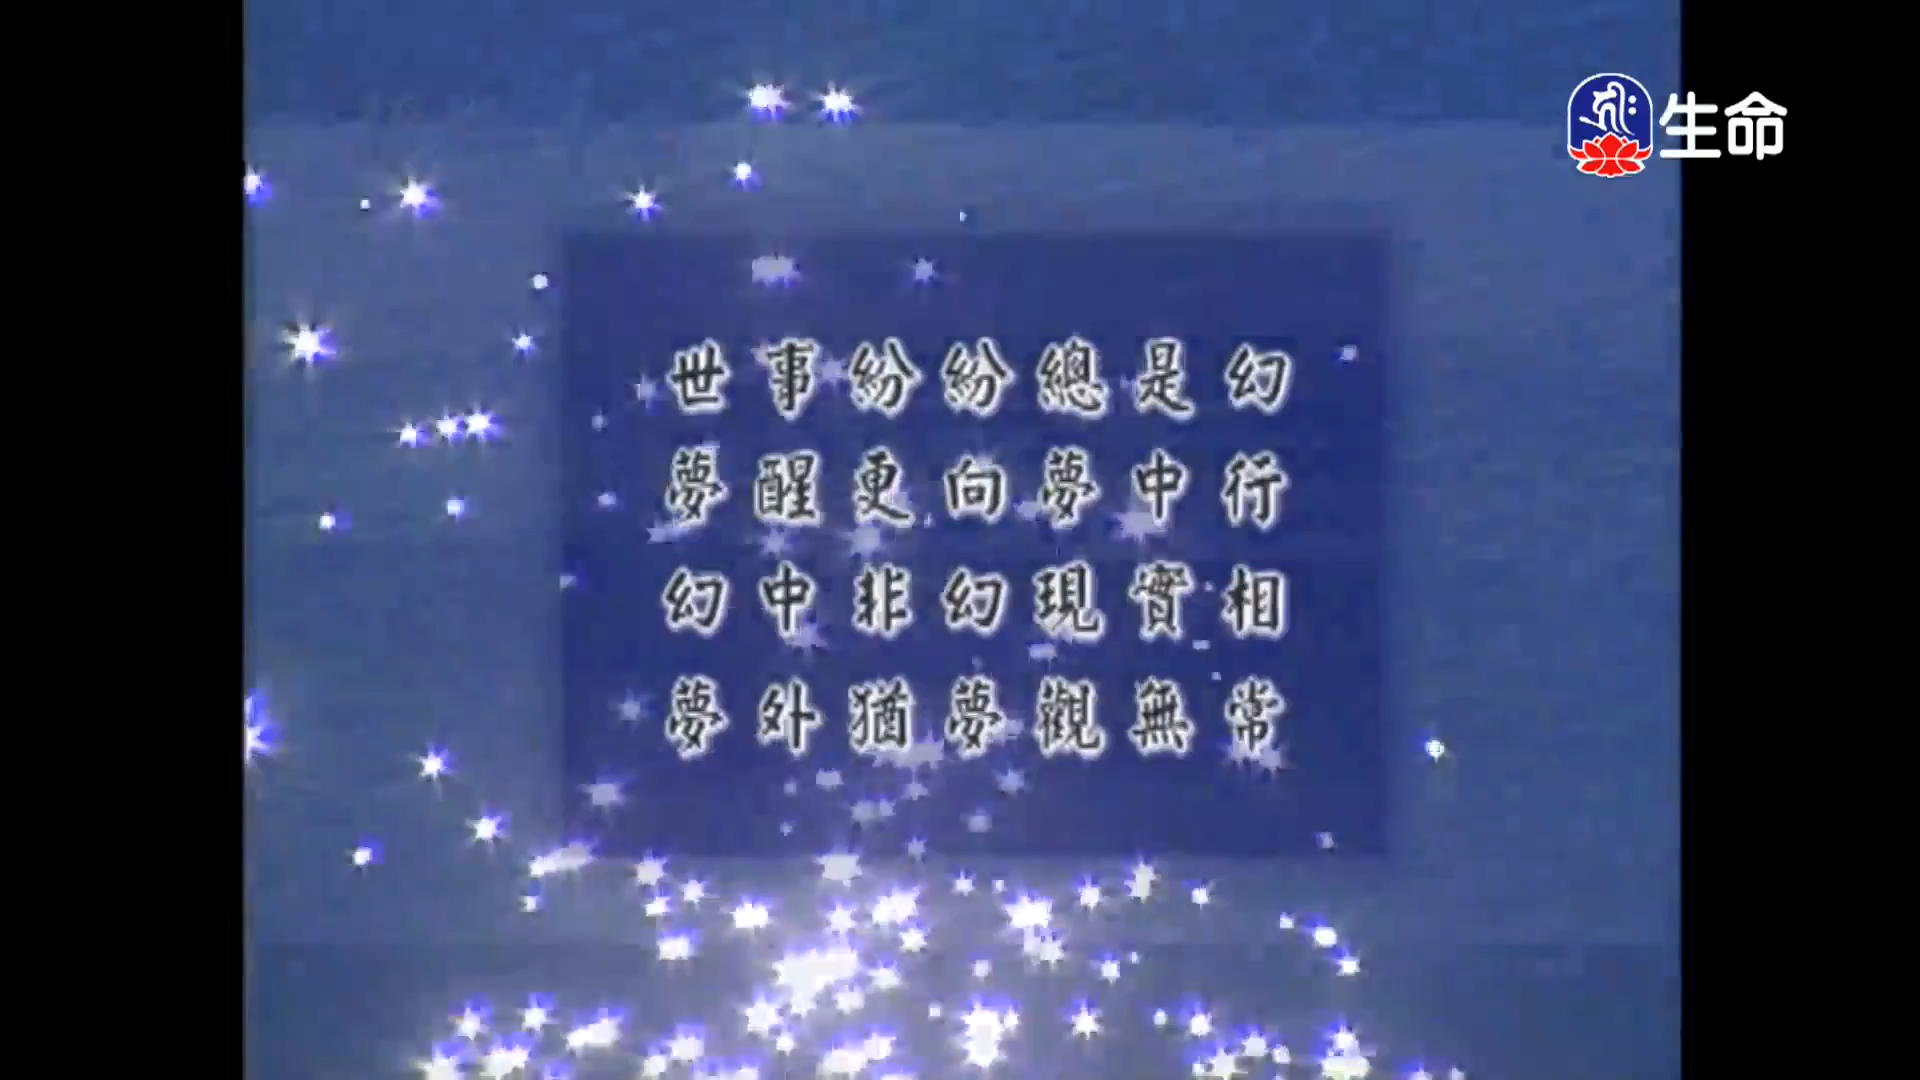 生命
世事紛紛總是幻
夢醒更向夢中行
幻中非幻現實相
夢外猶夢觀無常